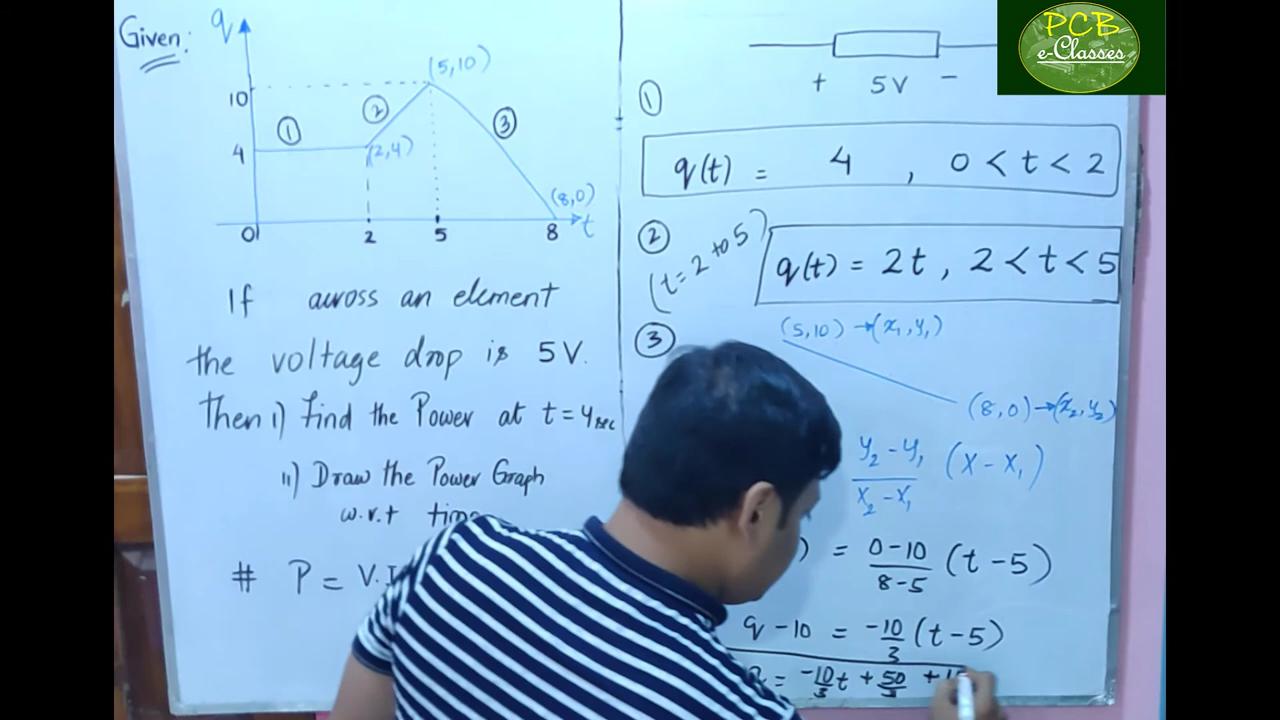 Given:
q
(5,10)
10
②
①
③
4
(2,4)
(8,0)
0
2
5
8
t
If across an element
the voltage drop is 5V.
Then i) Find the Power at t = 4sec
ii) Draw the Power Graph
w.r.t time
# P = V.I
PCB
e-Classes
+ 5V -
①
q(t) = 4 , 0 < t < 2
②
(t = 2 to 5)
q(t) = 2t , 2 < t < 5
③
(5,10) → (x₁, y₁)
(8,0) → (x₂, y₂)
y₂ - y₁
x₂ - x₁
(x - x₁)
) = 0-10
8-5
(t - 5)
q - 10 = -10/3 (t - 5)
= -10/3 t + 50/3 +